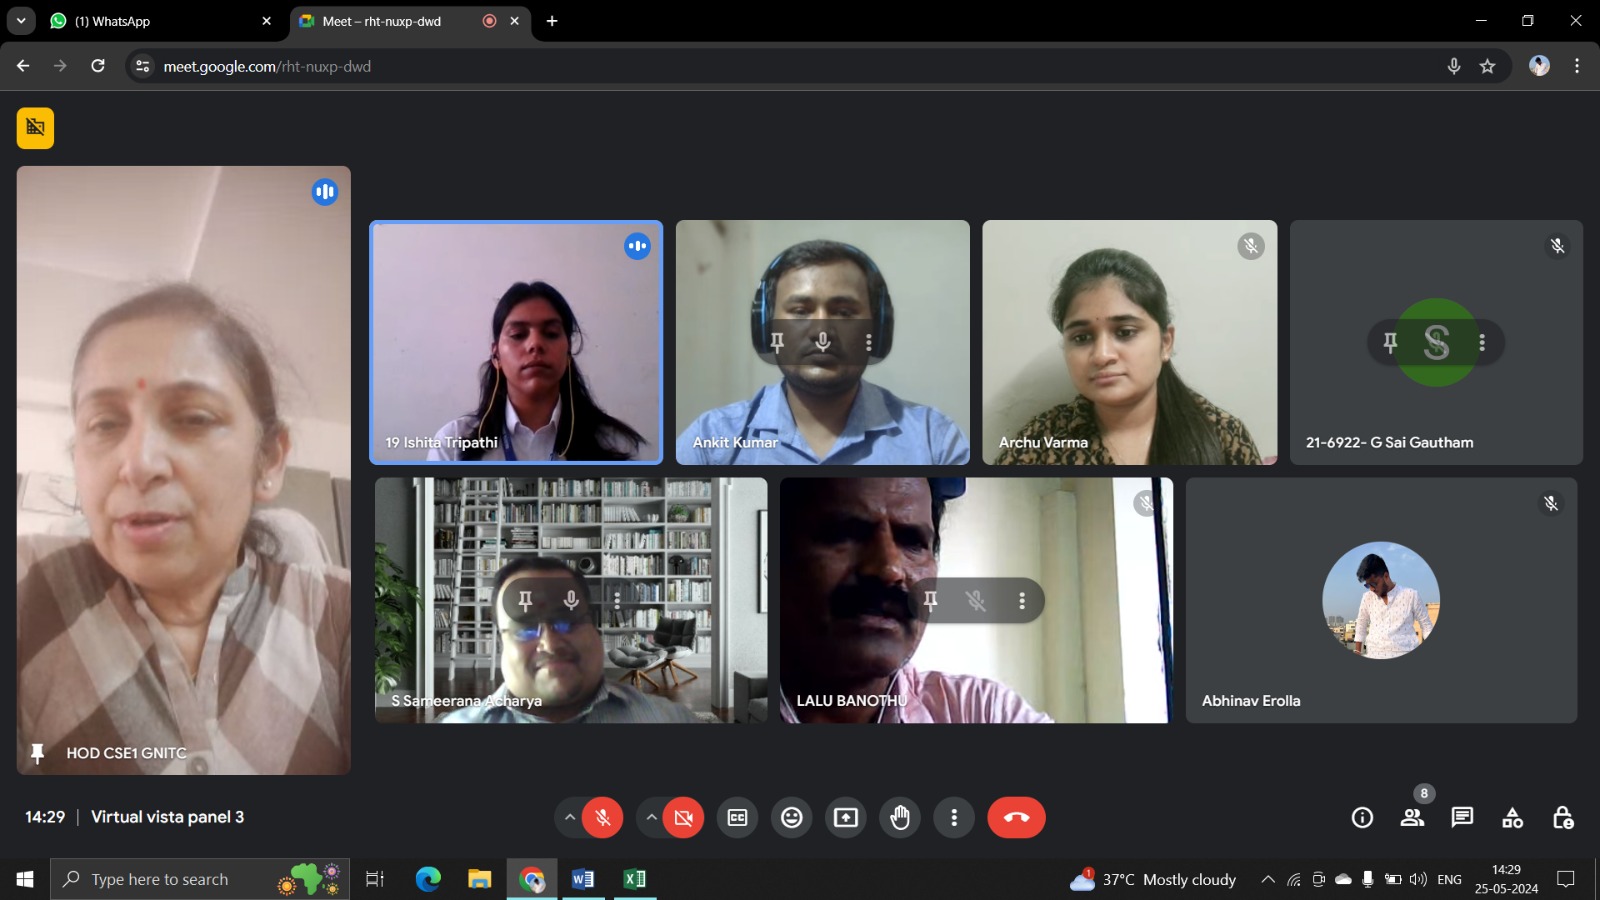 (1) WhatsApp
Meet – rht-nuxp-dwd
meet.google.com/rht-nuxp-dwd
19 Ishita Tripathi
Ankit Kumar
Archu Varma
S
21-6922- G Sai Gautham
S Sameerana Acharya
LALU BANOTHU
Abhinav Erolla
HOD CSE1 GNITC
14:29 | Virtual vista panel 3
CC
8
Type here to search
W
X
1
37°C Mostly cloudy
ENG
14:29
25-05-2024